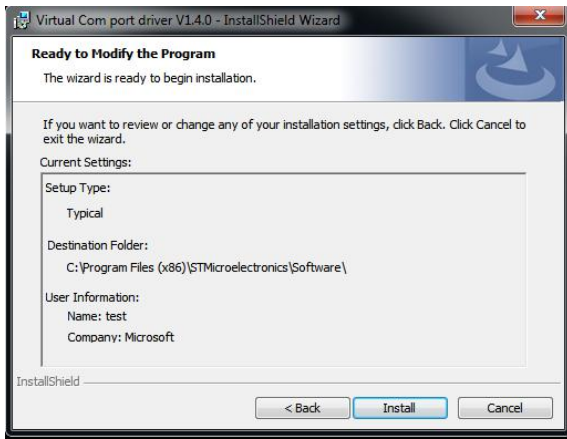 Virtual Com port driver V1.4.0 - InstallShield Wizard
Ready to Modify the Program
The wizard is ready to begin installation.
If you want to review or change any of your installation settings, click Back. Click Cancel to
exit the wizard.
Current Settings:
Setup Type:
Typical
Destination Folder:
C:\Program Files (x86)\STMicroelectronics\Software\
User Information:
Name: test
Company: Microsoft
InstallShield
< Back
Install
Cancel